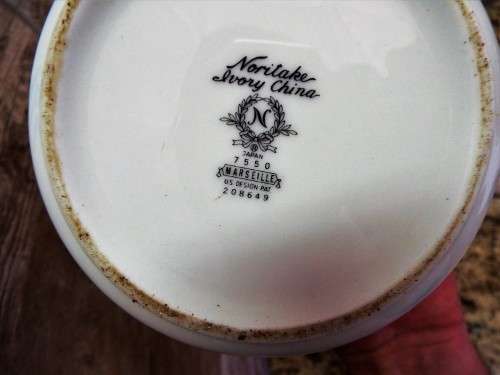 Noritake
Ivory China
N
®
JAPAN
7550
MARSEILLE
US DESIGN PAT
208649